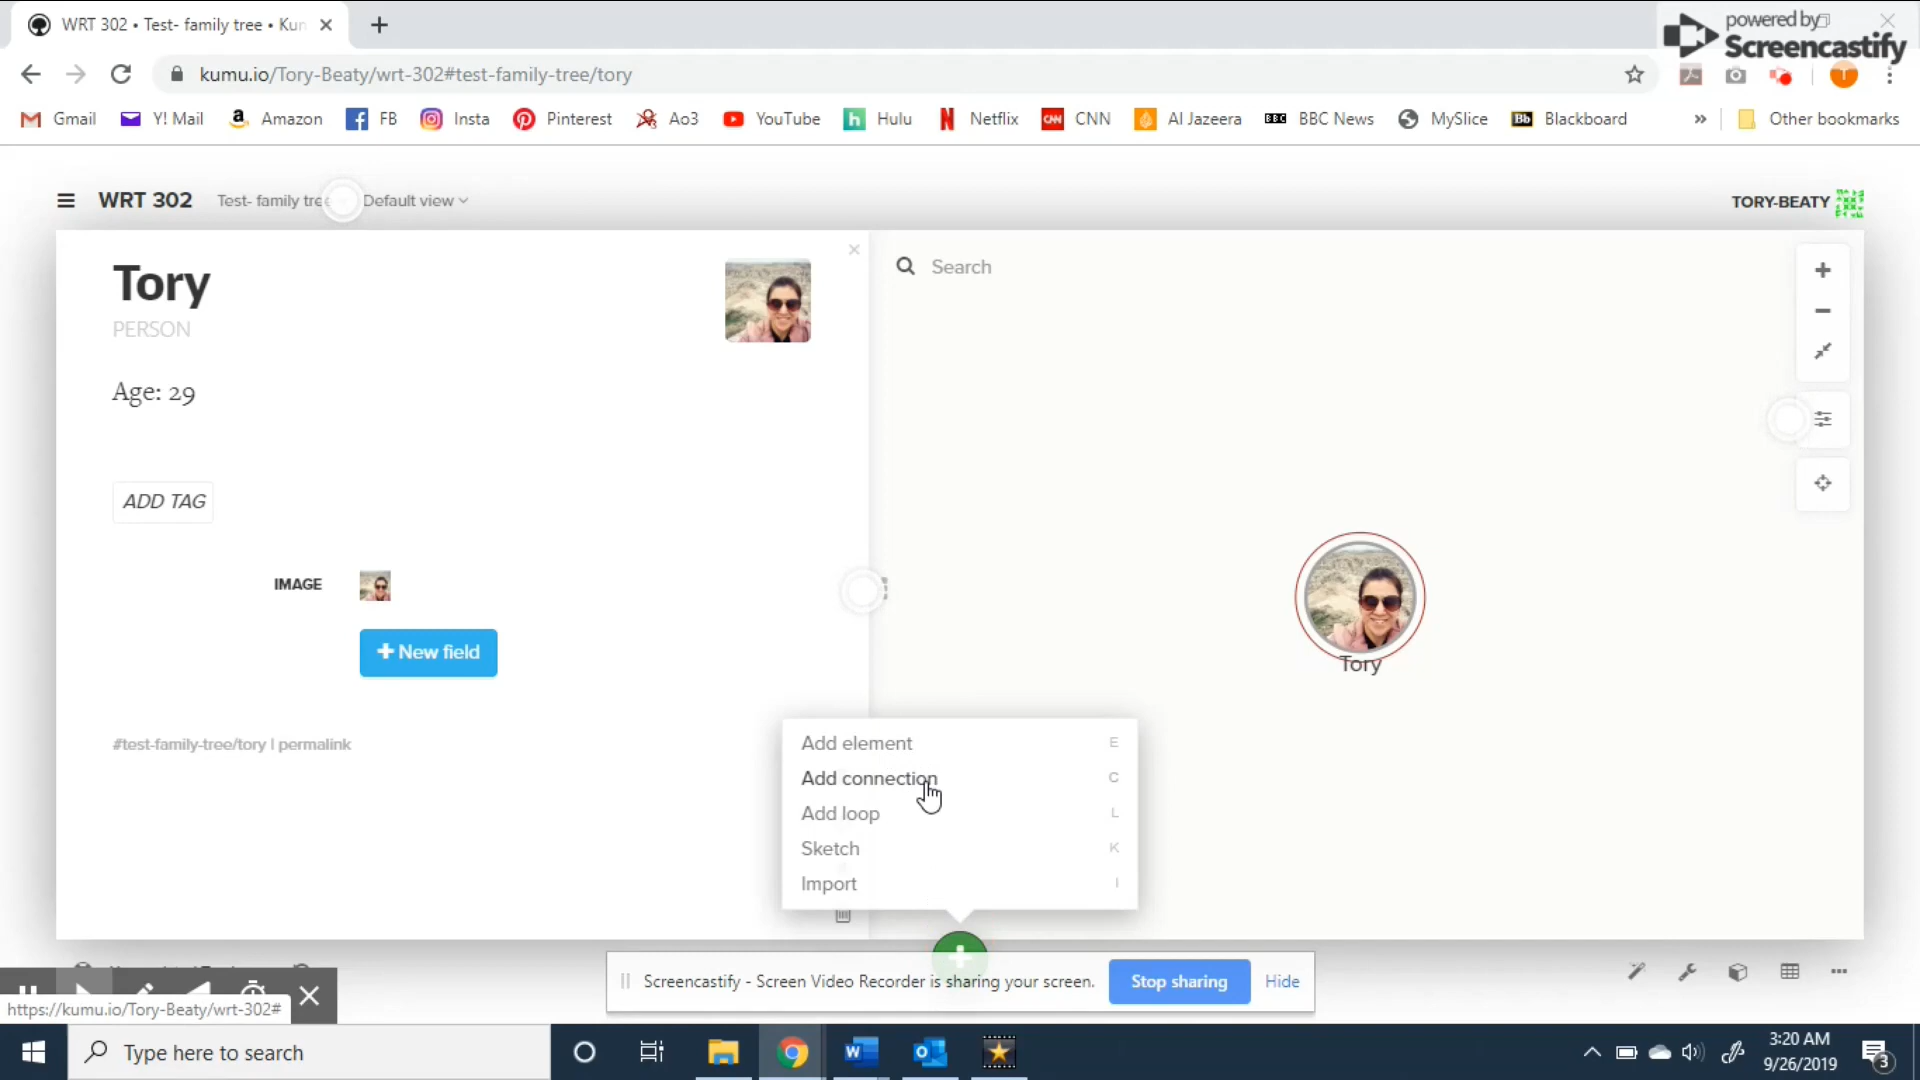 WRT 302 • Test- family tree • Kun
powered by
Screencastify
kumu.io/Tory-Beaty/wrt-302#test-family-tree/tory
T
Gmail
Y! Mail
Amazon
FB
Insta
Pinterest
Ao3
YouTube
Hulu
CNN
Netflix
CNN
Al Jazeera
BBC
BBC News
MySlice
Bb
Blackboard
»
Other bookmarks
WRT 302
Test- family tre
Default view
TORY-BEATY
Tory
PERSON
Search
Age: 29
ADD TAG
IMAGE
+ New field
Tory
#test-family-tree/tory | permalink
Add element E
Add connection C
Add loop L
Sketch K
Import I
Screencastify - Screen Video Recorder is sharing your screen.
Stop sharing
Hide
https://kumu.io/Tory-Beaty/wrt-302#
Type here to search
3:20 AM
9/26/2019
3